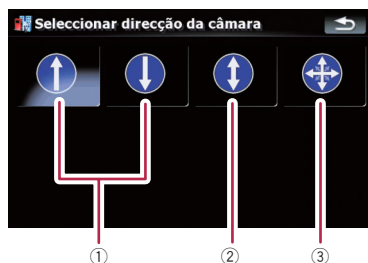 Seleccionar direcção da câmara
① ② ③